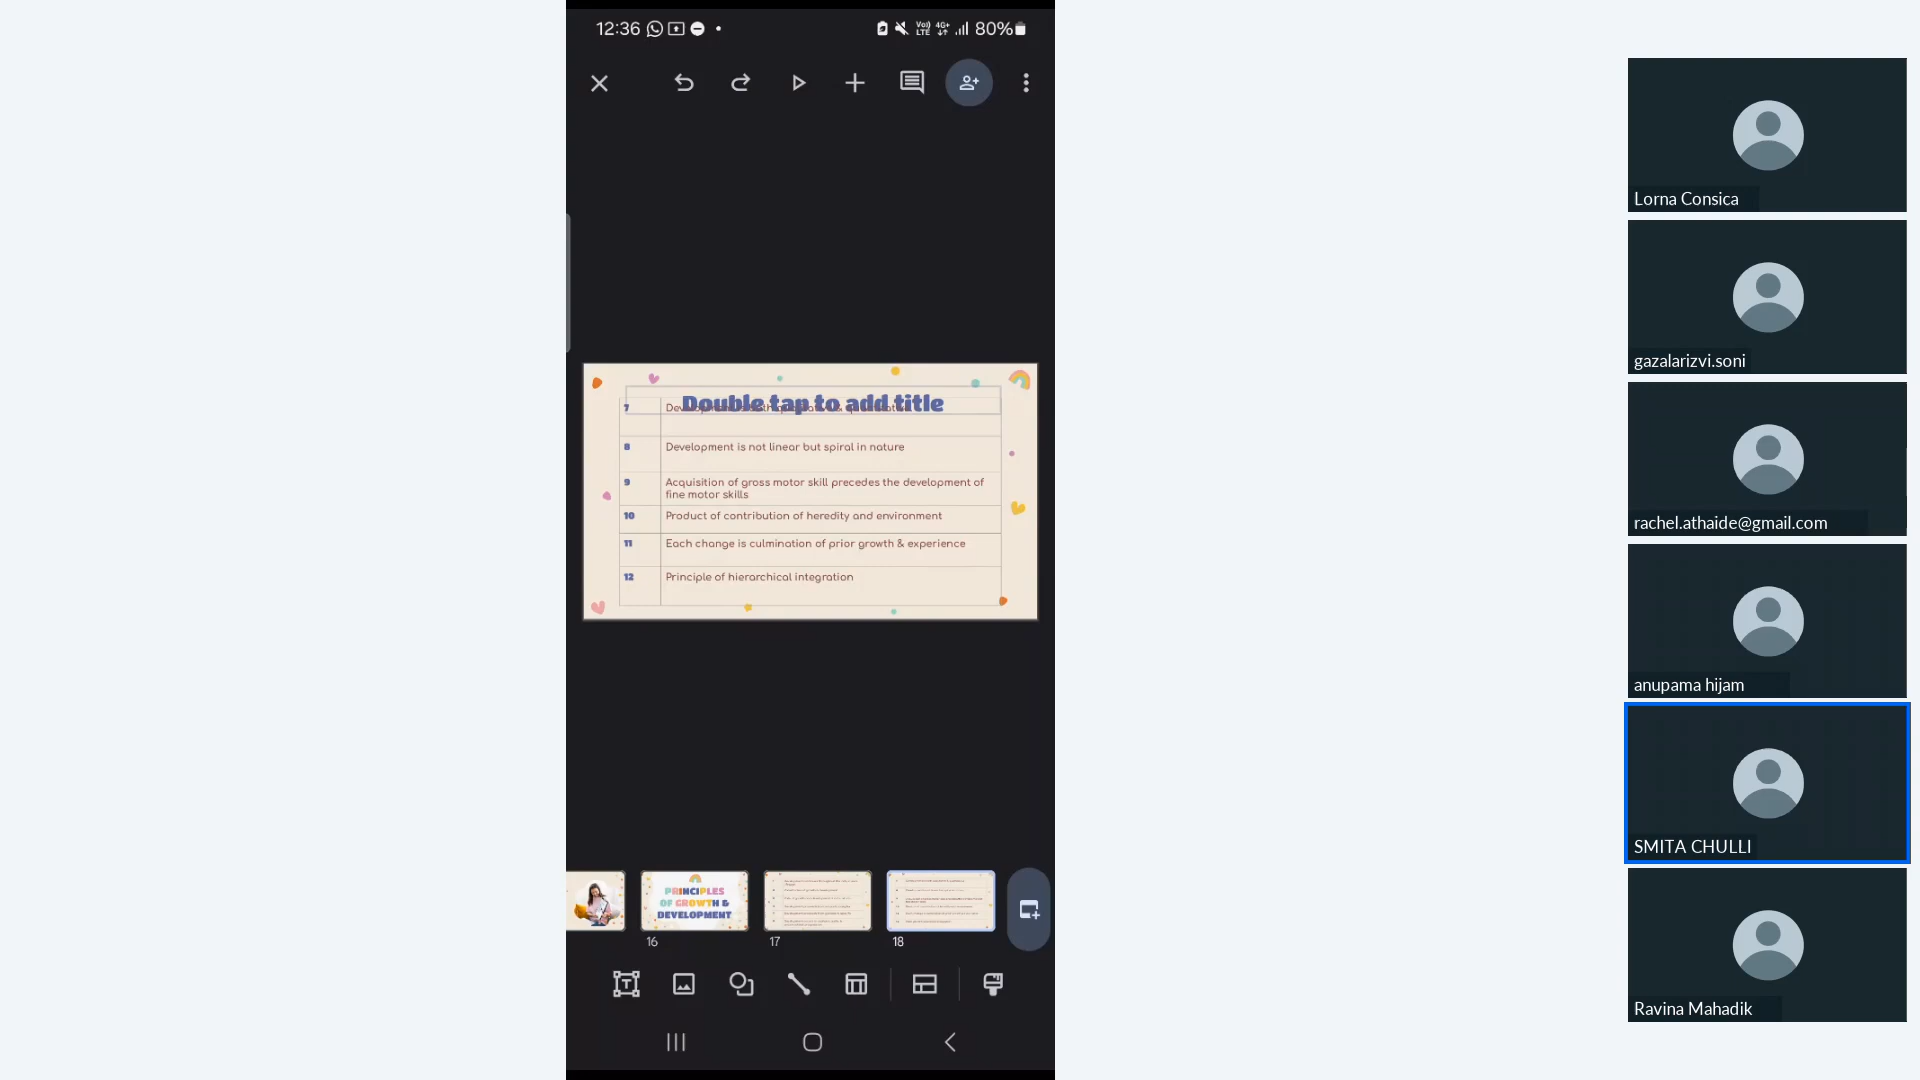 12:36
Vo)) LTE 4G+ 80%
Double tap to add title
7
8 Development is not linear but spiral in nature
9 Acquisition of gross motor skill precedes the development of
fine motor skills
10 Product of contribution of heredity and environment
11 Each change is culmination of prior growth & experience
12 Principle of hierarchical integration
PRINCIPLES
OF GROWTH &
DEVELOPMENT
16
17
18
Lorna Consica
gazalarizvi.soni
rachel.athaide@gmail.com
anupama hijam
SMITA CHULLI
Ravina Mahadik